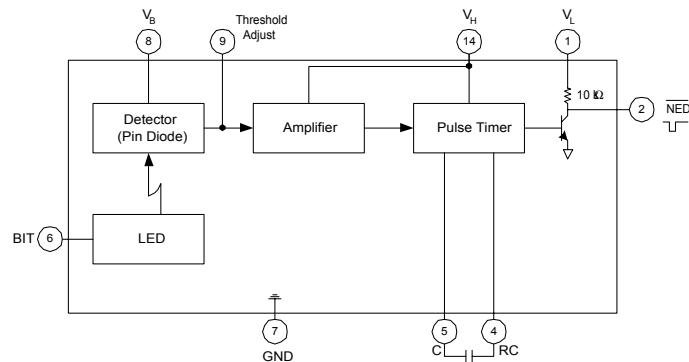 V_B
8
Threshold
Adjust
9
V_H
14
V_L
1
10 kΩ
2
NED
Detector
(Pin Diode)
Amplifier
Pulse Timer
BIT
6
LED
7
GND
5
C
4
RC